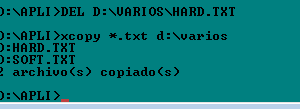 D:\APLI>DEL D:\VARIOS\HARD.TXT
D:\APLI>xcopy *.txt d:\varios
D:HARD.TXT
D:SOFT.TXT
2 archivo(s) copiado(s)
D:\APLI>_